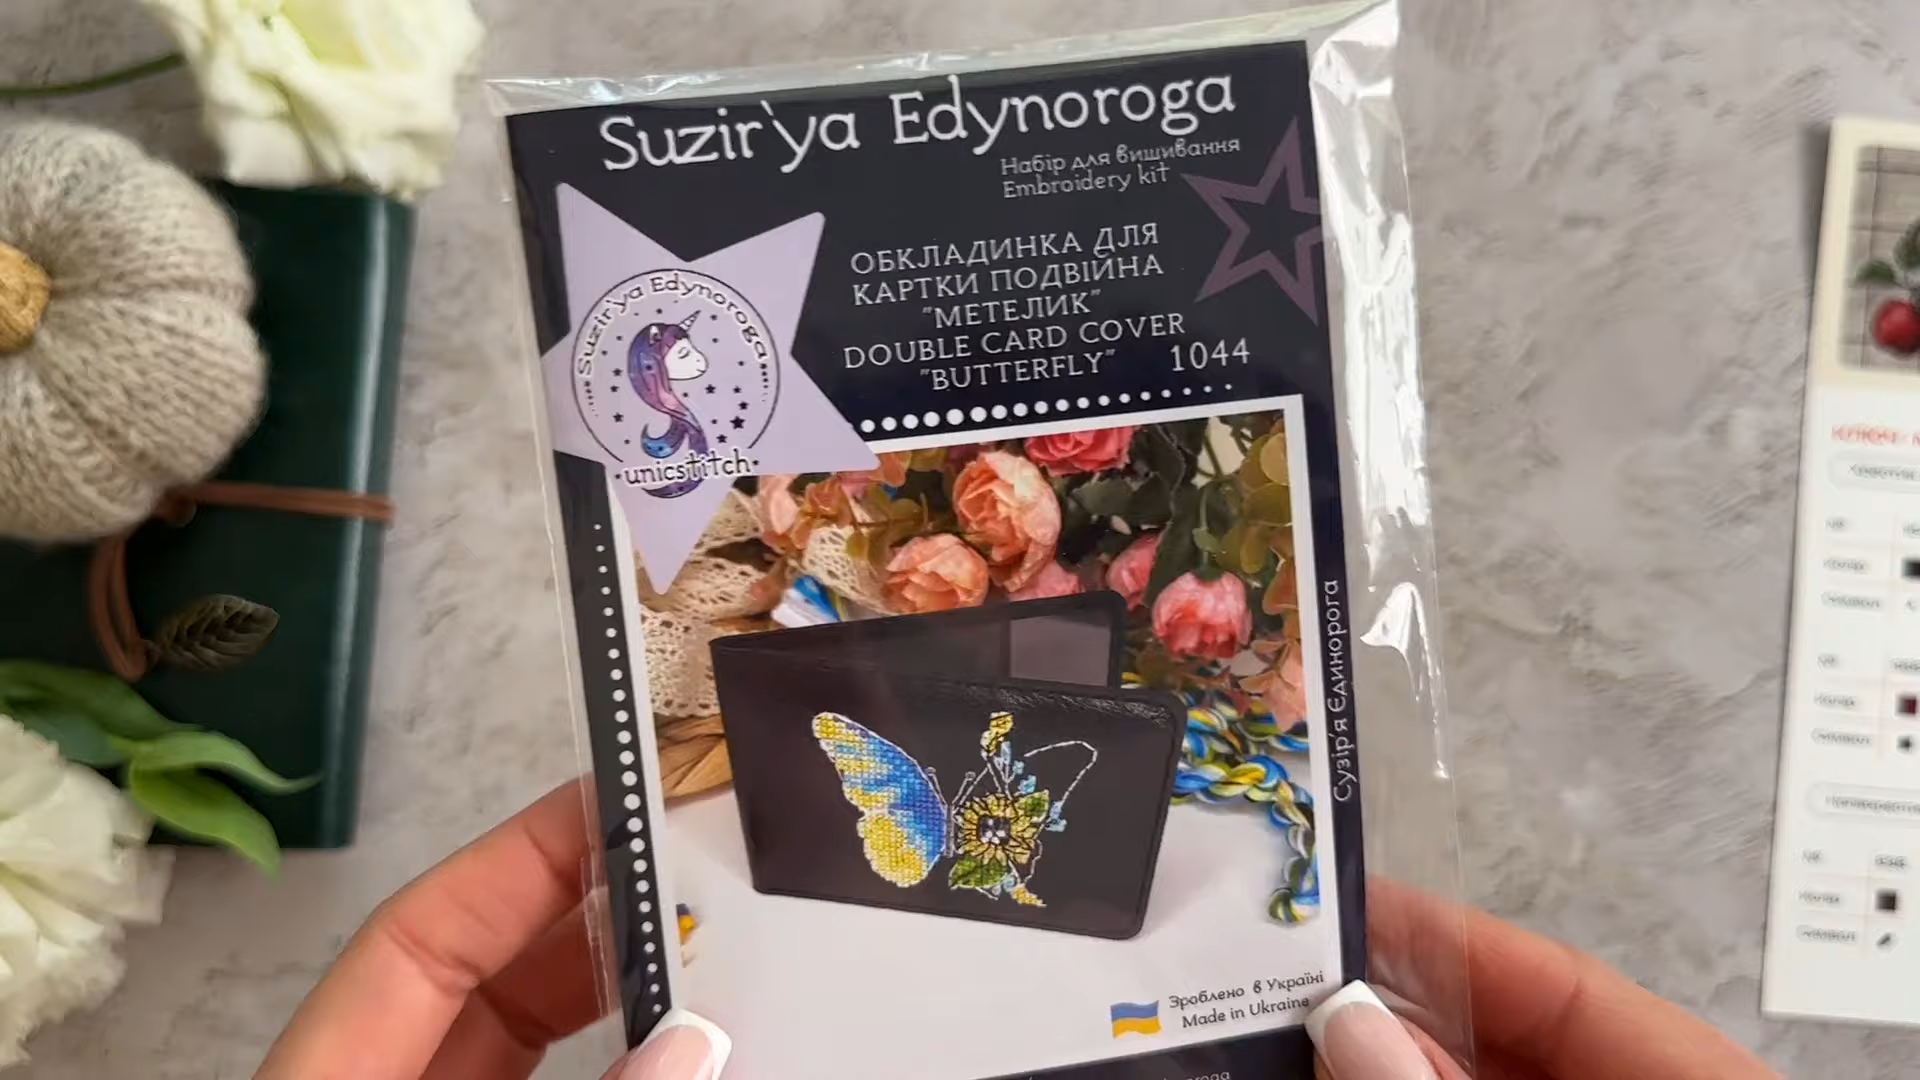 Suzir`ya Edynoroga
Набір для вишивання
Embroidery kit
ОБКЛАДИНКА ДЛЯ
КАРТКИ ПОДВІЙНА
"МЕТЕЛИК"
DOUBLE CARD COVER
"BUTTERFLY" 1044
Suzir`ya Edynoroga
unicstitch
Сузір'я Єдинорога
Зроблено в Україні
Made in Ukraine
КЛЮЧ